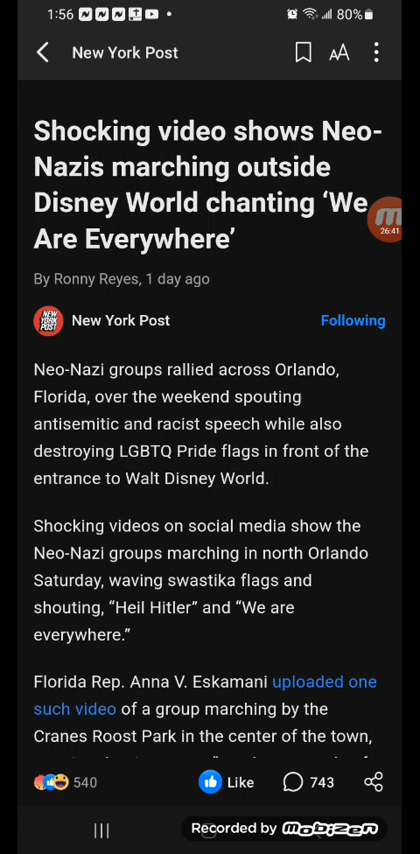 1:56 80%
New York Post AA
Shocking video shows Neo-
Nazis marching outside
Disney World chanting ‘We
Are Everywhere’
26:41
By Ronny Reyes, 1 day ago
NEW
YORK
POST
New York Post Following
Neo-Nazi groups rallied across Orlando,
Florida, over the weekend spouting
antisemitic and racist speech while also
destroying LGBTQ Pride flags in front of the
entrance to Walt Disney World.
Shocking videos on social media show the
Neo-Nazi groups marching in north Orlando
Saturday, waving swastika flags and
shouting, “Heil Hitler” and “We are
everywhere.”
Florida Rep. Anna V. Eskamani uploaded one
such video of a group marching by the
Cranes Roost Park in the center of the town,
540 Like 743
Recorded by mobizen